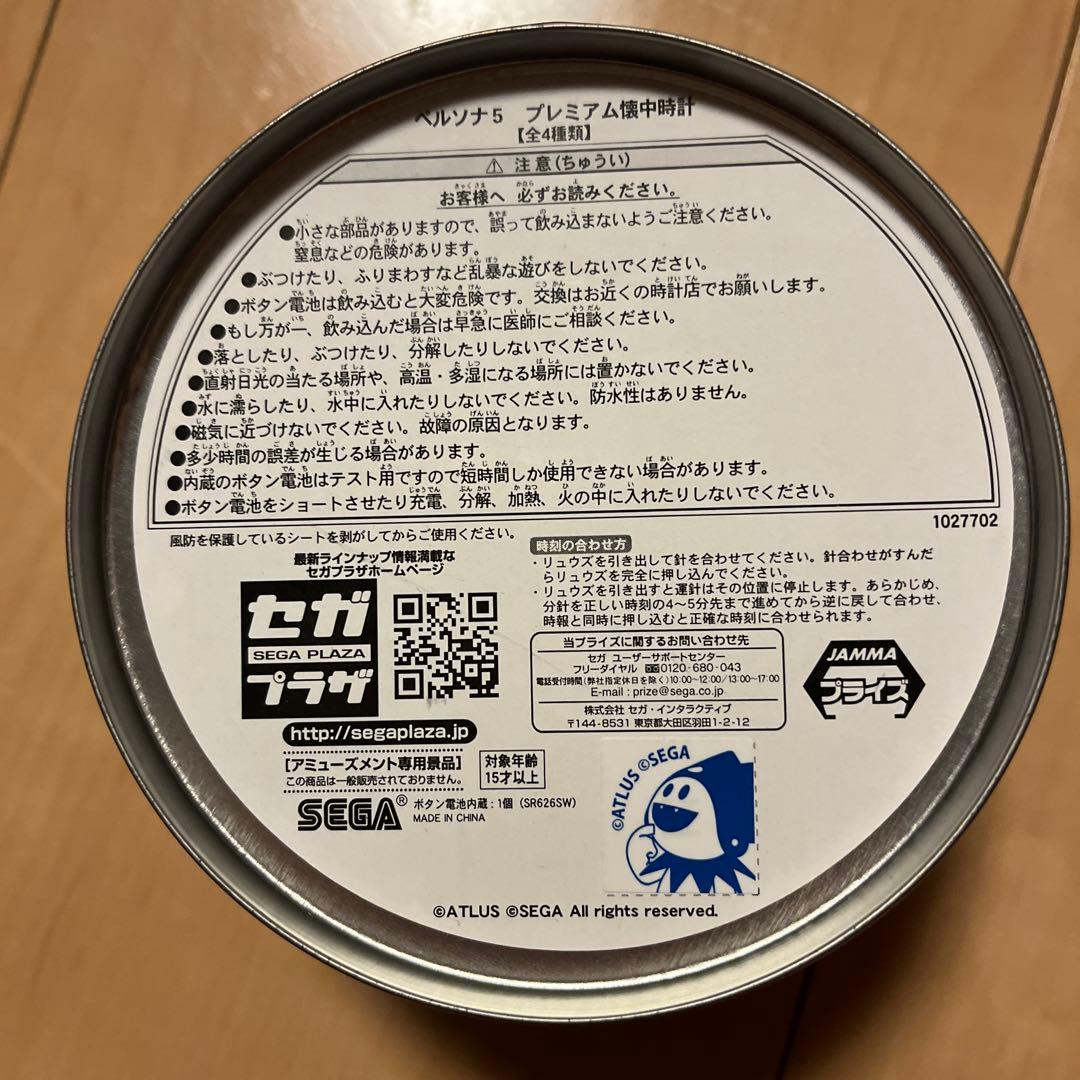 ペルソナ5 プレミアム懐中時計
【全4種類】
⚠ 注意(ちゅうい)
お客様へ 必ずお読みください。
●小さな部品がありますので、誤って飲み込まないようご注意ください。
窒息などの危険があります。
●ぶつけたり、ふりまわすなど乱暴な遊びをしないでください。
●ボタン電池は飲み込むと大変危険です。交換はお近くの時計店でお願いします。
●もし万が一、飲み込んだ場合は早急に医師にご相談ください。
●落としたり、ぶつけたり、分解したりしないでください。
●直射日光の当たる場所や、高温・多湿になる場所には置かないでください。
●水に濡らしたり、水中に入れたりしないでください。防水性はありません。
●磁気に近づけないでください。故障の原因となります。
●多少時間の誤差が生じる場合があります。
●内蔵のボタン電池はテスト用ですので短時間しか使用できない場合があります。
●ボタン電池をショートさせたり充電、分解、加熱、火の中に入れたりしないでください。
1027702
風防を保護しているシートを剥がしてからご使用ください。
最新ラインナップ情報満載な
セガプラザホームページ
セガ
SEGA PLAZA
プラザ
http://segaplaza.jp
[アミューズメント専用景品]
この商品は一般販売されておりません。
対象年齢
15才以上
SEGA®
ボタン電池内蔵：1個（SR626SW）
MADE IN CHINA
時刻の合わせ方
・リュウズを引き出して針を合わせてください。針合わせがすんだ
らリュウズを完全に押し込んでください。
・リュウズを引き出すと運針はその位置に停止します。あらかじめ、
分針を正しい時刻の4〜5分先まで進めてから逆に戻して合わせ、
時報と同時に押し込むと正確な時刻に合わせられます。
当プライズに関するお問い合わせ先
セガ ユーザーサポートセンター
フリーダイヤル 0120-680-043
電話受付時間(弊社指定休日を除く)10:00〜12:00/13:00〜17:00
E-mail : prize@sega.co.jp
株式会社 セガ・インタラクティブ
〒144-8531 東京都大田区羽田1-2-12
JAMMA
プライズ
©ATLUS ©SEGA
©ATLUS ©SEGA All rights reserved.